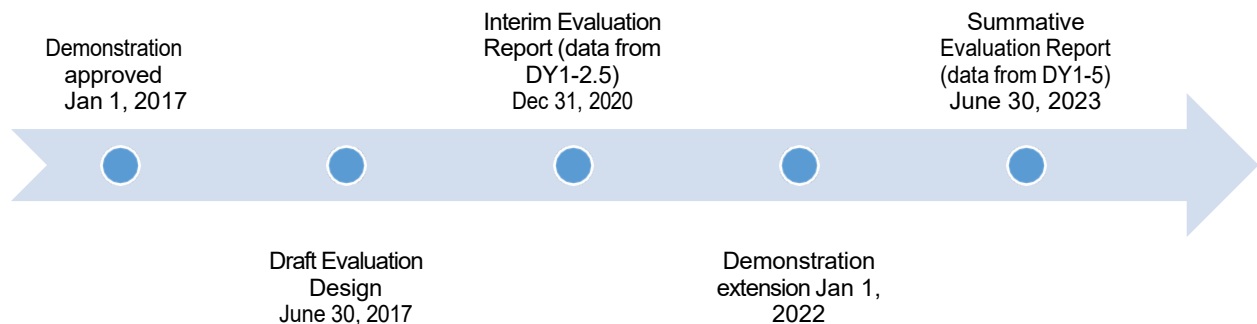 Demonstration
approved
Jan 1, 2017
Interim Evaluation
Report (data from
DY1-2.5)
Dec 31, 2020
Summative
Evaluation Report
(data from DY1-5)
June 30, 2023
Draft Evaluation
Design
June 30, 2017
Demonstration
extension Jan 1,
2022